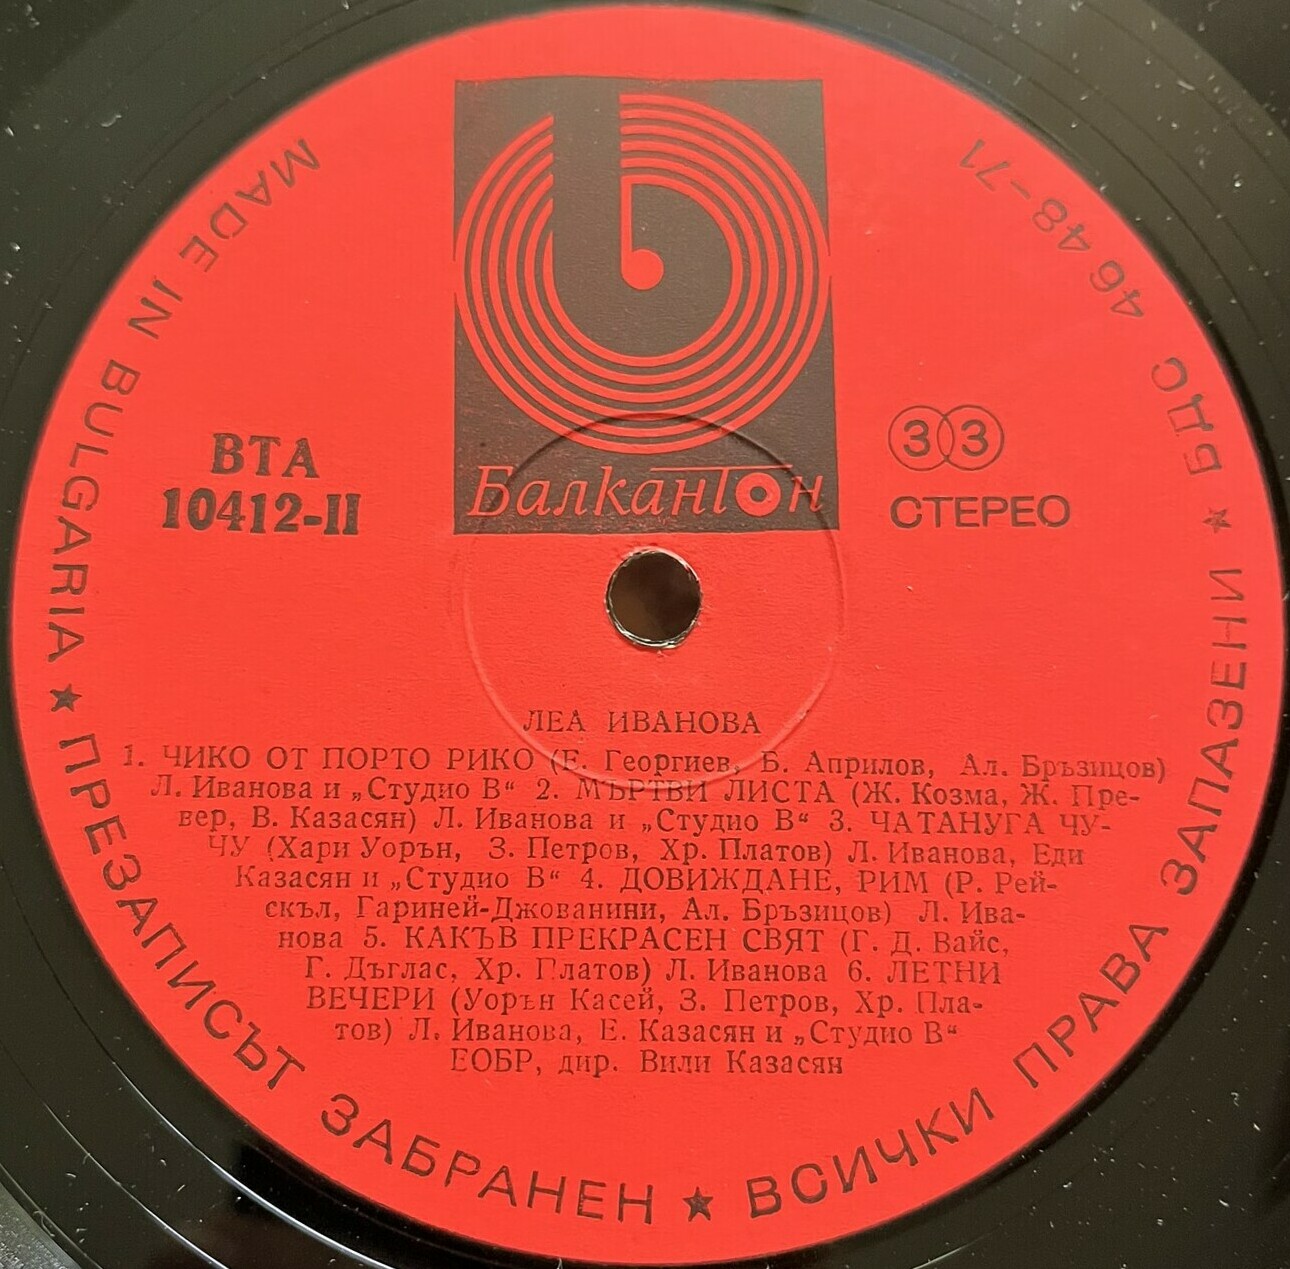 Балкантон
ВТА
10412-II
33
СТЕРЕО
ЛЕА ИВАНОВА
1. ЧИКО ОТ ПОРТО РИКО (Е. Георгиев, Б. Априлов, Ал. Бръзицов)
Л. Иванова и „Студио В“ 2. МЪРТВИ ЛИСТА (Ж. Козма, Ж. Пре-
вер, В. Казасян) Л. Иванова и „Студио В“ 3. ЧАТАНУГА ЧУ-
ЧУ (Хари Уорън, З. Петров, Хр. Платов) Л. Иванова, Еди
Казасян и „Студио В“ 4. ДОВИЖДАНЕ, РИМ (Р. Рей-
скъл, Гариней-Джованини, Ал. Бръзицов) Л. Ива-
нова 5. КАКЪВ ПРЕКРАСЕН СВЯТ (Г. Д. Вайс,
Г. Дъглас, Хр. Платов) Л. Иванова 6. ЛЕТНИ
ВЕЧЕРИ (Уорън Касей, З. Петров, Хр. Пла-
тов) Л. Иванова, Е. Казасян и „Студио В“
ЕОБР, дир. Вили Казасян
MADE IN BULGARIA ★ ПРЕЗАПИСЪТ ЗАБРАНЕН ★ ВСИЧКИ ПРАВА ЗАПАЗЕНИ ★ БДС 4648-71